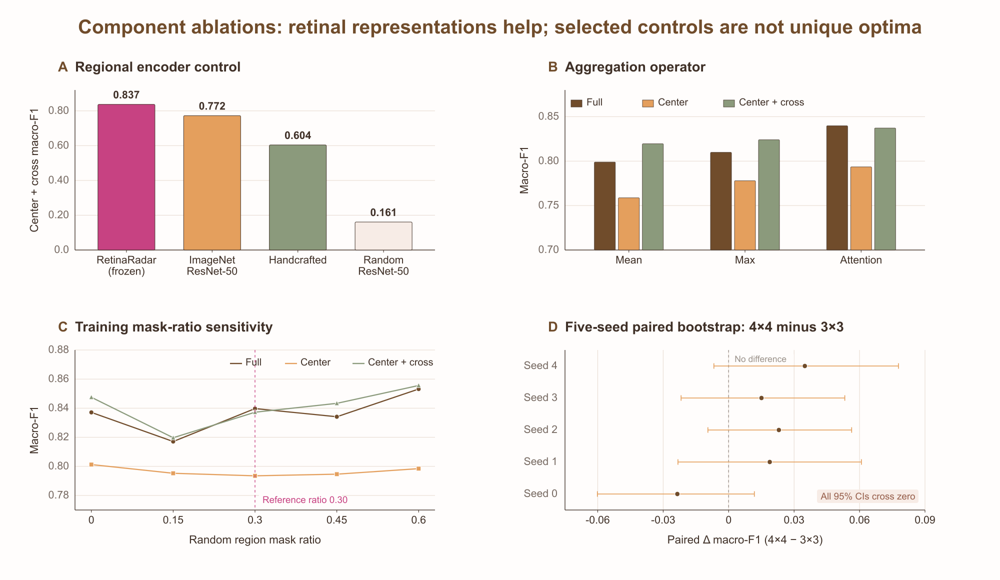 Component ablations: retinal representations help; selected controls are not unique optima
A Regional encoder control
Center + cross macro-F1
0.80
0.60
0.40
0.20
0.0
0.837
0.772
0.604
0.161
RetinaRadar
(frozen)
ImageNet
ResNet-50
Handcrafted
Random
ResNet-50
B Aggregation operator
Full Center Center + cross
Macro-F1
0.85
0.80
0.75
0.70
Mean Max Attention
C Training mask-ratio sensitivity
Full Center Center + cross
Macro-F1
0.88
0.86
0.84
0.82
0.80
0.78
Reference ratio 0.30
0 0.15 0.3 0.45 0.6
Random region mask ratio
D Five-seed paired bootstrap: 4×4 minus 3×3
No difference
Seed 4
Seed 3
Seed 2
Seed 1
Seed 0
All 95% CIs cross zero
-0.06 -0.03 0 0.03 0.06 0.09
Paired Δ macro-F1 (4×4 − 3×3)